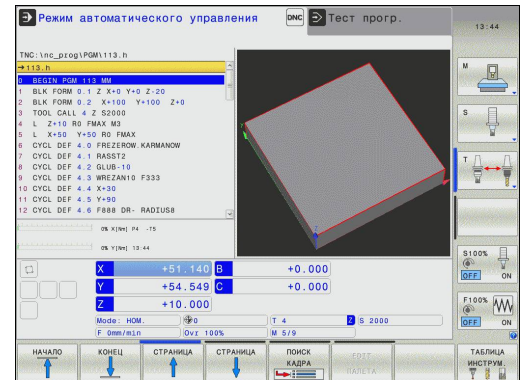 Режим автоматического управления
DNC
Тест прогр.
13:44
TNC:\nc_prog\PGM\113.h
→113.h
0 BEGIN PGM 113 MM
1 BLK FORM 0.1 Z X+0 Y+0 Z-20
2 BLK FORM 0.2 X+100 Y+100 Z+0
3 TOOL CALL 4 Z S2000
4 L Z+10 R0 FMAX M3
5 L X+50 Y+50 R0 FMAX
6 CYCL DEF 4.0 FREZEROW.KARMANOW
7 CYCL DEF 4.1 RASST2
8 CYCL DEF 4.2 GLUB-10
9 CYCL DEF 4.3 WREZAN10 F333
10 CYCL DEF 4.4 X+30
11 CYCL DEF 4.5 Y+90
12 CYCL DEF 4.6 F888 DR- RADIUS8
0% X[Nm] P4 -T5
0% Y[Nm] 13:44
X +51.140 B +0.000
Y +54.549 C +0.000
Z +10.000
Mode: НОМ. 0 T 4 Z S 2000
F 0mm/min Ovr 100% M 5/9
M
S
T
S100%
OFF ON
F100%
OFF ON
НАЧАЛО
КОНЕЦ
СТРАНИЦА
СТРАНИЦА
ПОИСК
КАДРА
EDIT
ПАЛЕТА
ТАБЛИЦА
ИНСТРУМ.